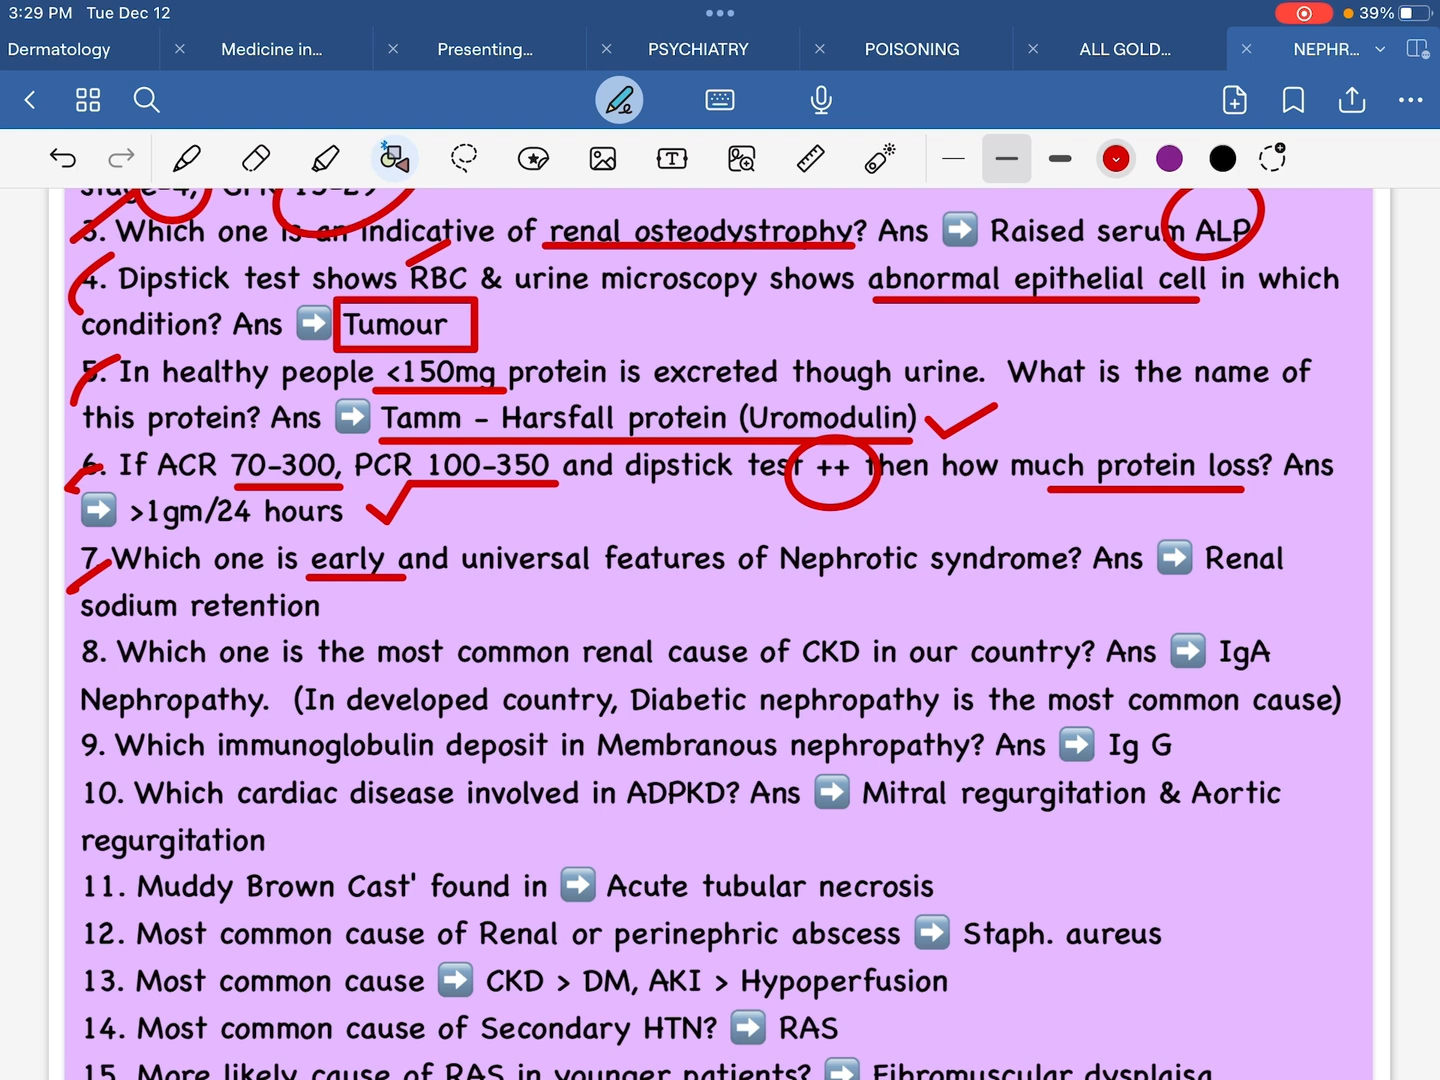 3:29 PM Tue Dec 12
39%
Dermatology
Medicine in...
Presenting...
PSYCHIATRY
POISONING
ALL GOLD...
NEPHR...
3. Which one is an indicative of renal osteodystrophy? Ans ➡️ Raised serum ALP
4. Dipstick test shows RBC & urine microscopy shows abnormal epithelial cell in which
condition? Ans ➡️ Tumour
5. In healthy people <150mg protein is excreted though urine. What is the name of
this protein? Ans ➡️ Tamm - Harsfall protein (Uromodulin)
6. If ACR 70-300, PCR 100-350 and dipstick test ++ then how much protein loss? Ans
➡️ >1gm/24 hours
7. Which one is early and universal features of Nephrotic syndrome? Ans ➡️ Renal
sodium retention
8. Which one is the most common renal cause of CKD in our country? Ans ➡️ IgA
Nephropathy. (In developed country, Diabetic nephropathy is the most common cause)
9. Which immunoglobulin deposit in Membranous nephropathy? Ans ➡️ Ig G
10. Which cardiac disease involved in ADPKD? Ans ➡️ Mitral regurgitation & Aortic
regurgitation
11. Muddy Brown Cast' found in ➡️ Acute tubular necrosis
12. Most common cause of Renal or perinephric abscess ➡️ Staph. aureus
13. Most common cause ➡️ CKD > DM, AKI > Hypoperfusion
14. Most common cause of Secondary HTN? ➡️ RAS
15. More likely cause of RAS in younger patients? ➡️ Fibromuscular dysplaisa